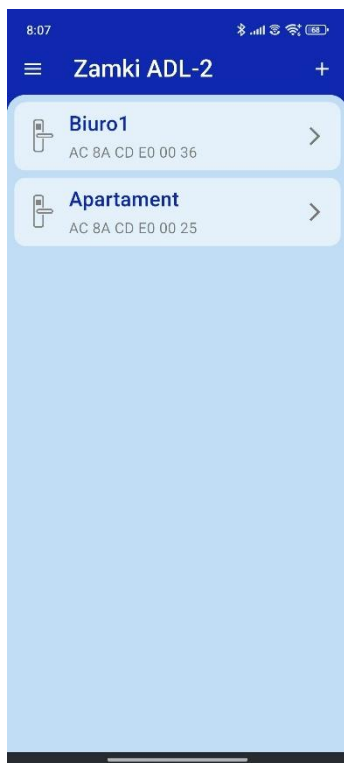 8:07
68
Zamki ADL-2
Biuro1
AC 8A CD E0 00 36
Apartament
AC 8A CD E0 00 25